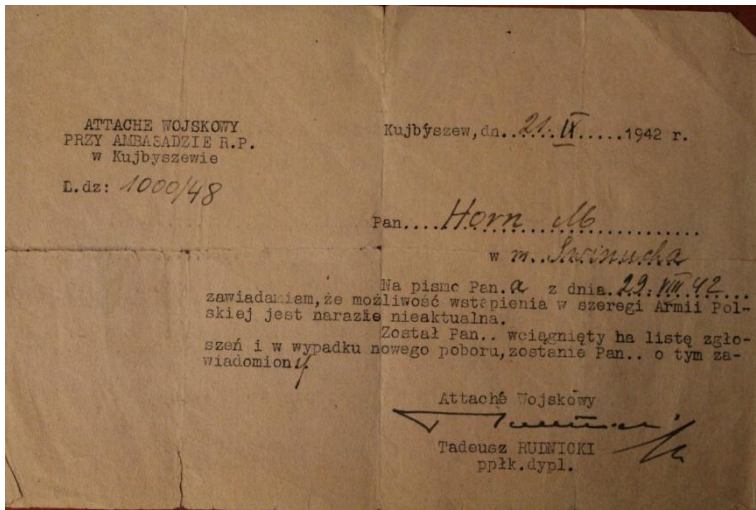 ATTACHE WOJSKOWY
PRZY AMBASADZIE R.P.
w Kujbyszewie
L.dz: 1000/48
Kujbyszew,dn...21.IX.....1942 r.
Pan....Horn M...........
w m. Swinucha
Na pismo Pan.a z dnia.29.VIII 42...
zawiadamiam,że możliwość wstąpienia w szeregi Armii Pol-
skiej jest narazie nieaktualna.
Został Pan.. wciągnięty na listę zgło-
szeń i w wypadku nowego poboru,zostanie Pan.. o tym za-
wiadomiony.
Attaché Wojskowy
Tadeusz RUDNICKI
ppłk.dypl.